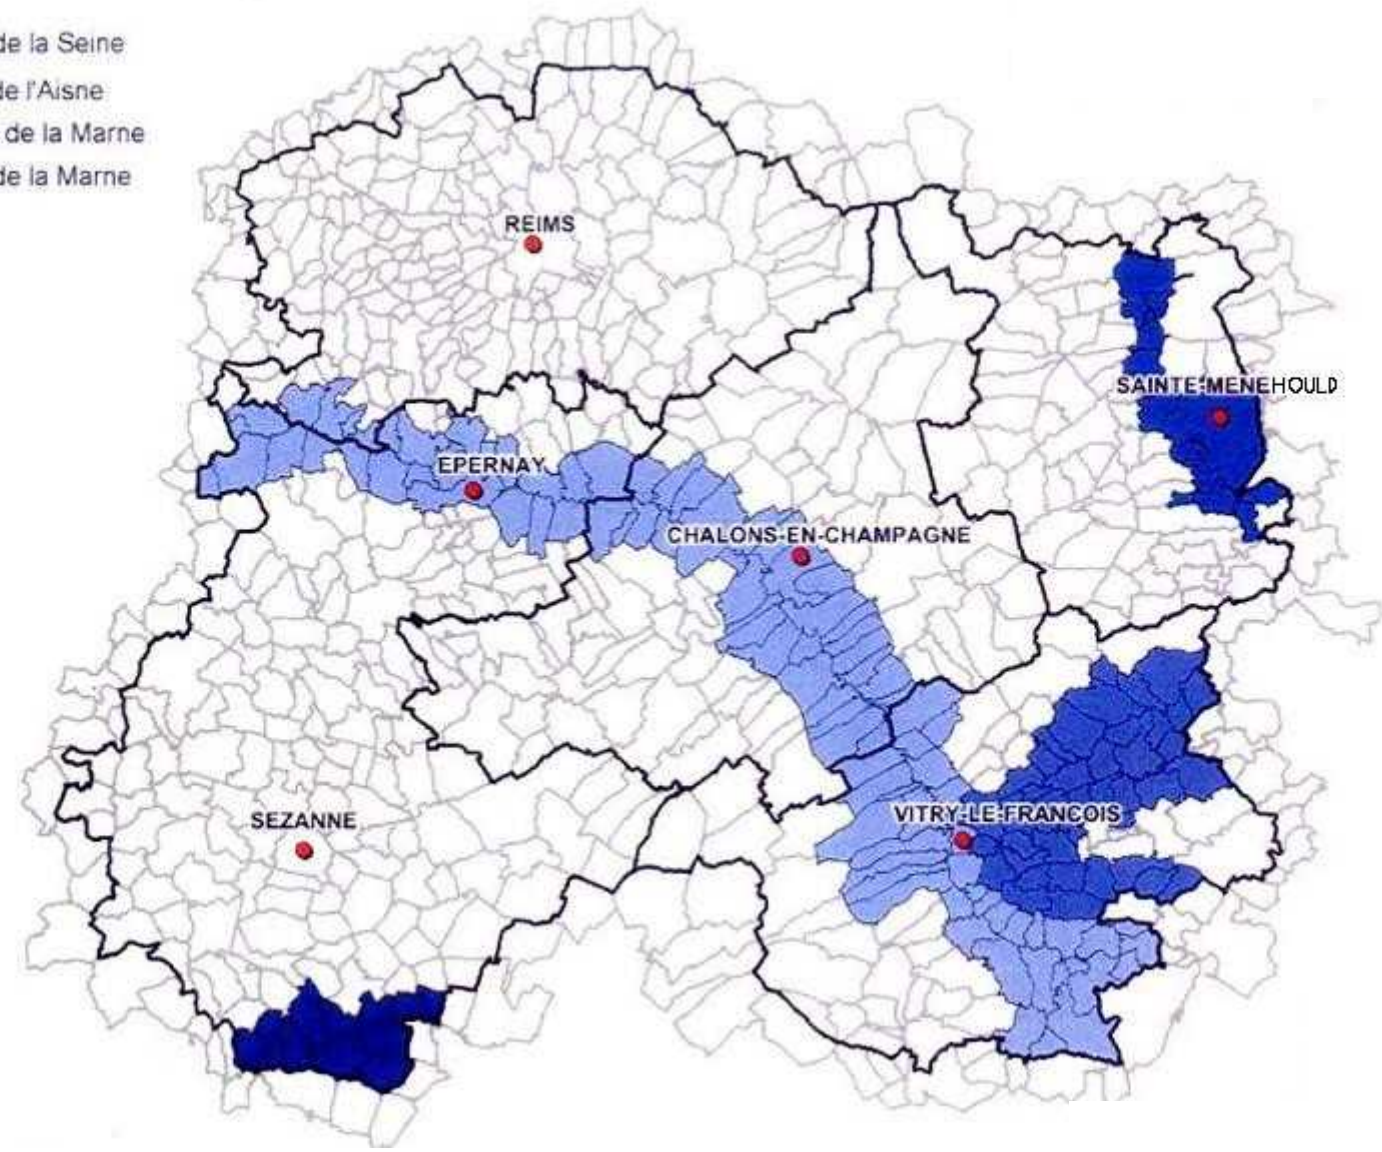 de la Seine
de l'Aisne
de la Marne
de la Marne
REIMS
SAINTE-MENEHOULD
EPERNAY
CHALONS-EN-CHAMPAGNE
VITRY-LE-FRANCOIS
SEZANNE